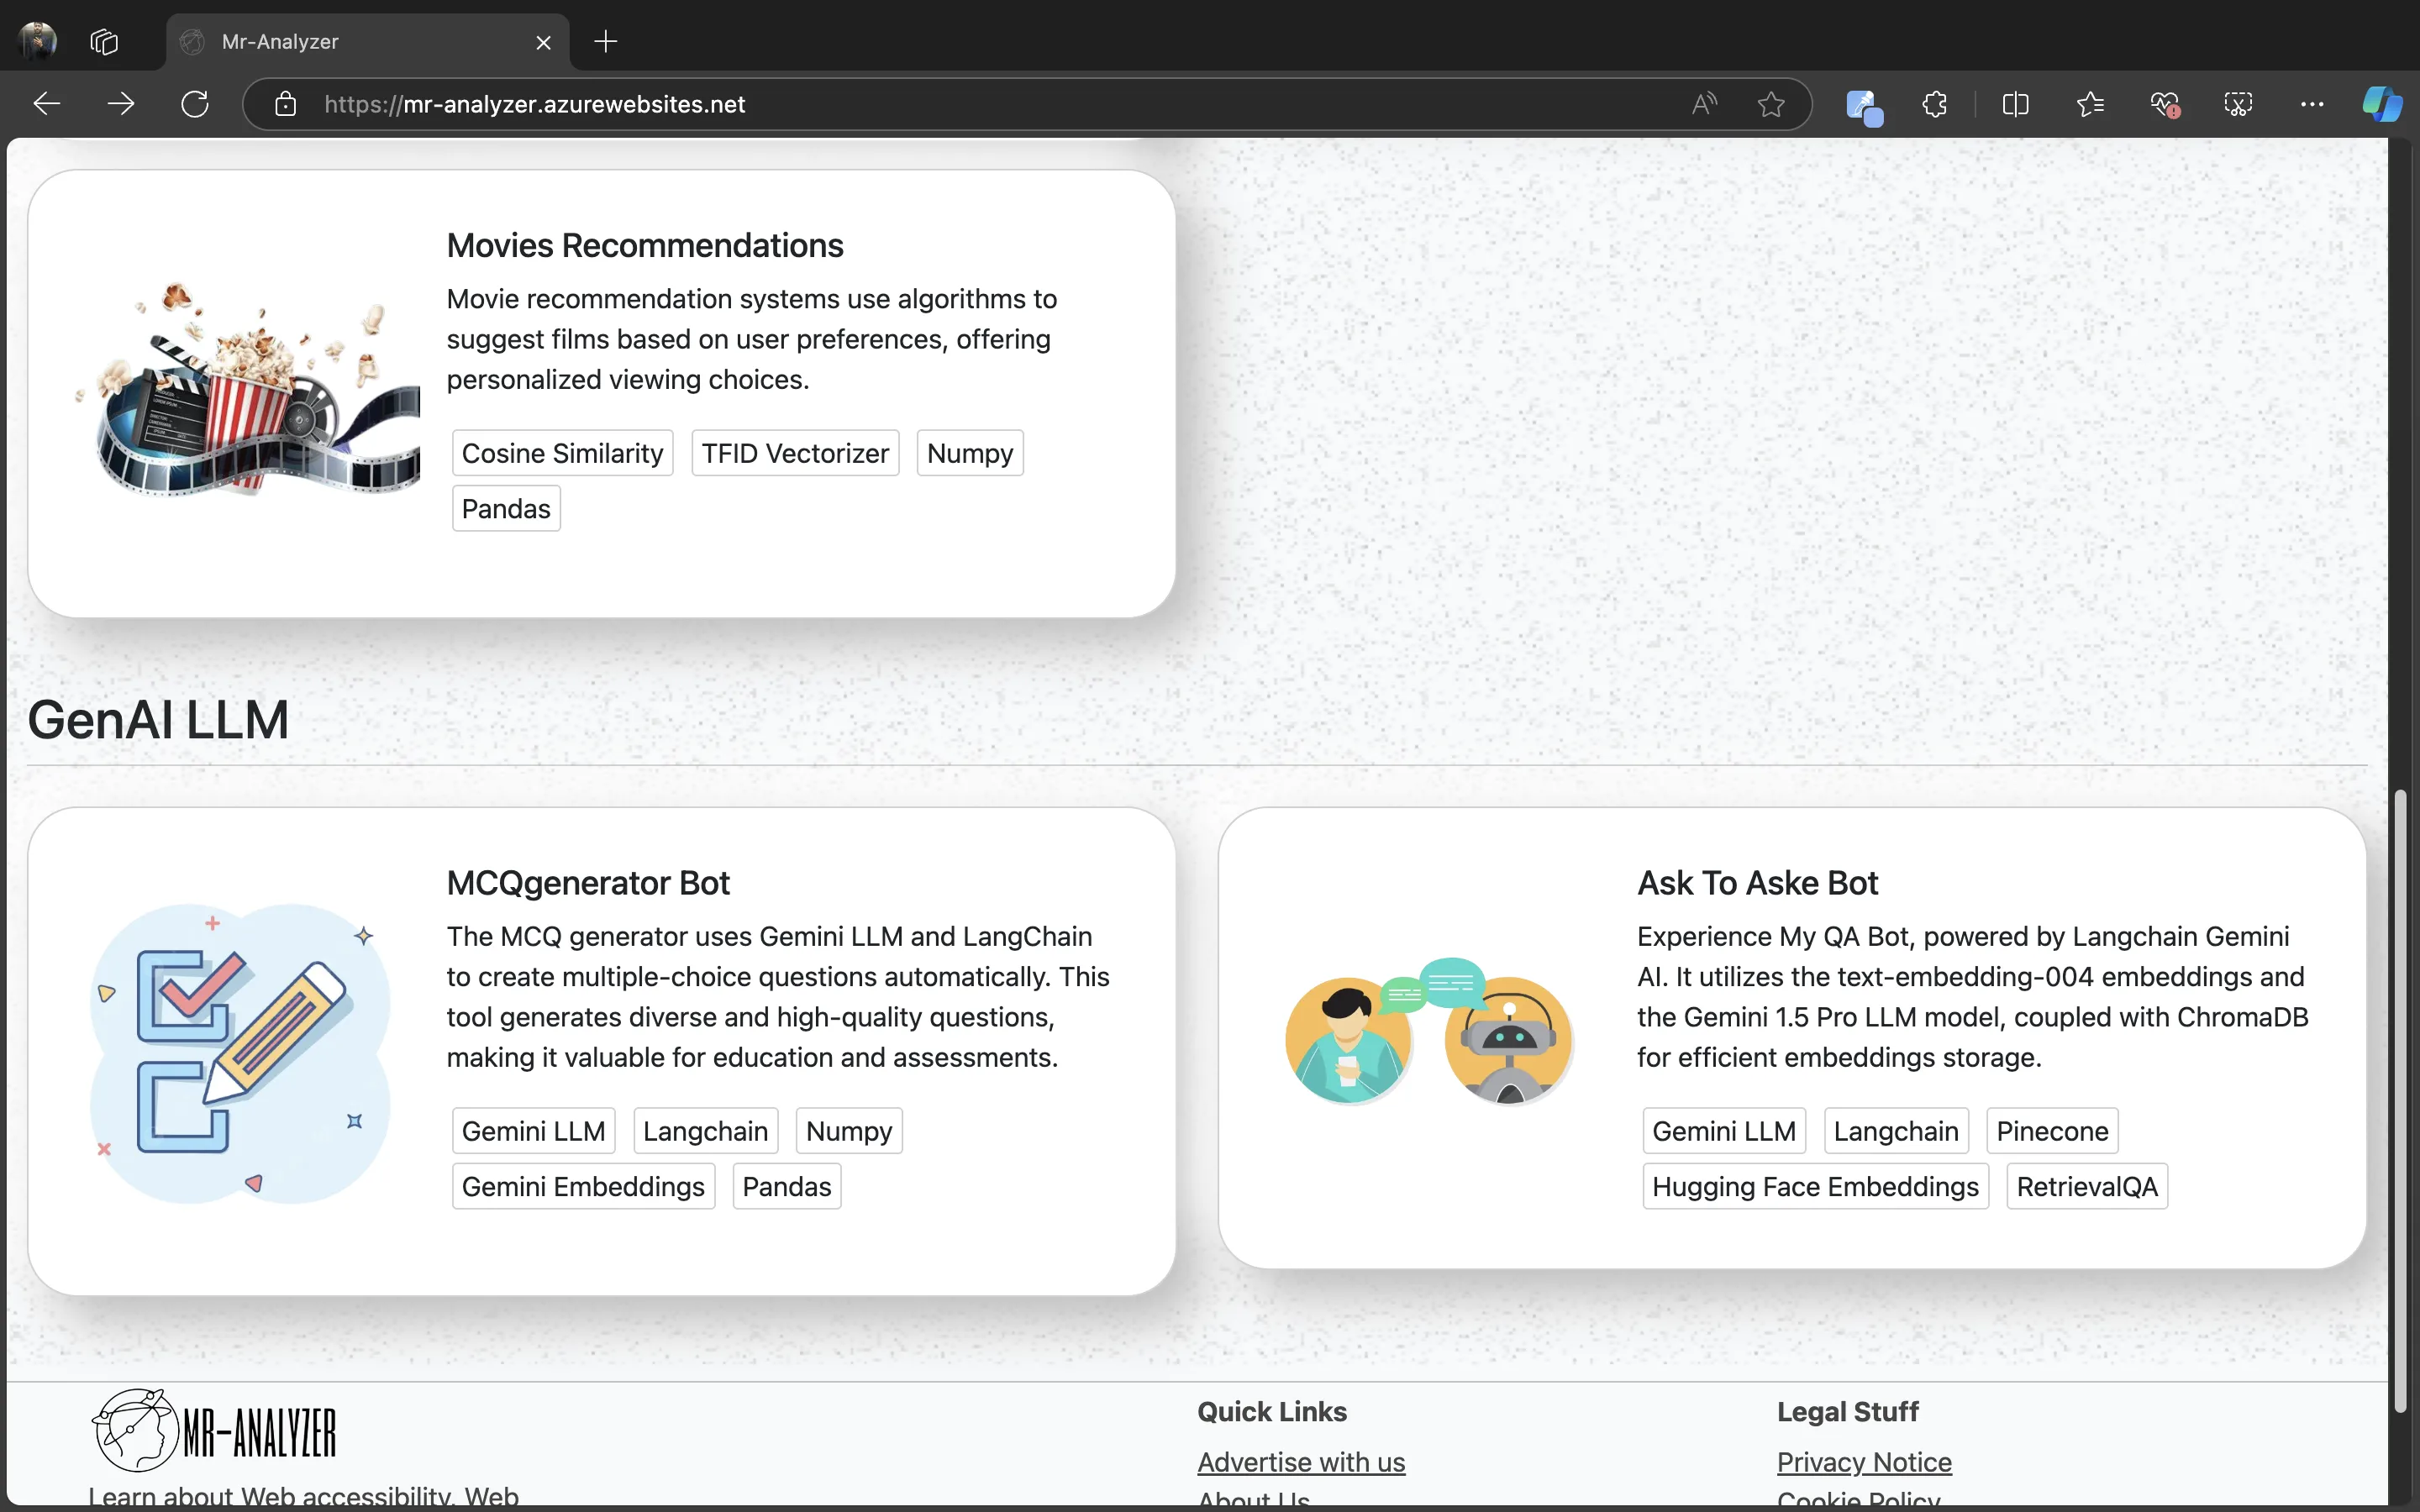 Mr-Analyzer
https://mr-analyzer.azurewebsites.net
Movies Recommendations
Movie recommendation systems use algorithms to
suggest films based on user preferences, offering
personalized viewing choices.
Cosine Similarity TFID Vectorizer Numpy
Pandas
GenAI LLM
MCQgenerator Bot
The MCQ generator uses Gemini LLM and LangChain
to create multiple-choice questions automatically. This
tool generates diverse and high-quality questions,
making it valuable for education and assessments.
Gemini LLM Langchain Numpy
Gemini Embeddings Pandas
Ask To Aske Bot
Experience My QA Bot, powered by Langchain Gemini
AI. It utilizes the text-embedding-004 embeddings and
the Gemini 1.5 Pro LLM model, coupled with ChromaDB
for efficient embeddings storage.
Gemini LLM Langchain Pinecone
Hugging Face Embeddings RetrievalQA
MR-ANALYZER
Learn about Web accessibility, Web
Quick Links
Advertise with us
About Us
Legal Stuff
Privacy Notice
Cookie Policy